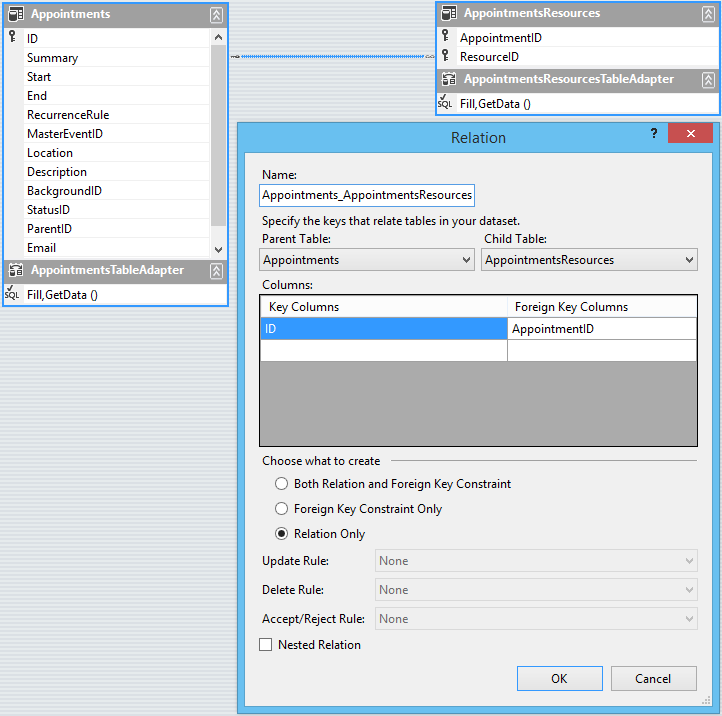 Appointments
ID
Summary
Start
End
RecurrenceRule
MasterEventID
Location
Description
BackgroundID
StatusID
ParentID
Email
AppointmentsTableAdapter
SQL Fill,GetData ()
AppointmentsResources
AppointmentID
ResourceID
AppointmentsResourcesTableAdapter
SQL Fill,GetData ()
Relation
?
Name:
Appointments_AppointmentsResources
Specify the keys that relate tables in your dataset.
Parent Table: Child Table:
Appointments AppointmentsResources
Columns:
Key Columns Foreign Key Columns
ID AppointmentID
Choose what to create
Both Relation and Foreign Key Constraint
Foreign Key Constraint Only
Relation Only
Update Rule: None
Delete Rule: None
Accept/Reject Rule: None
Nested Relation
OK Cancel